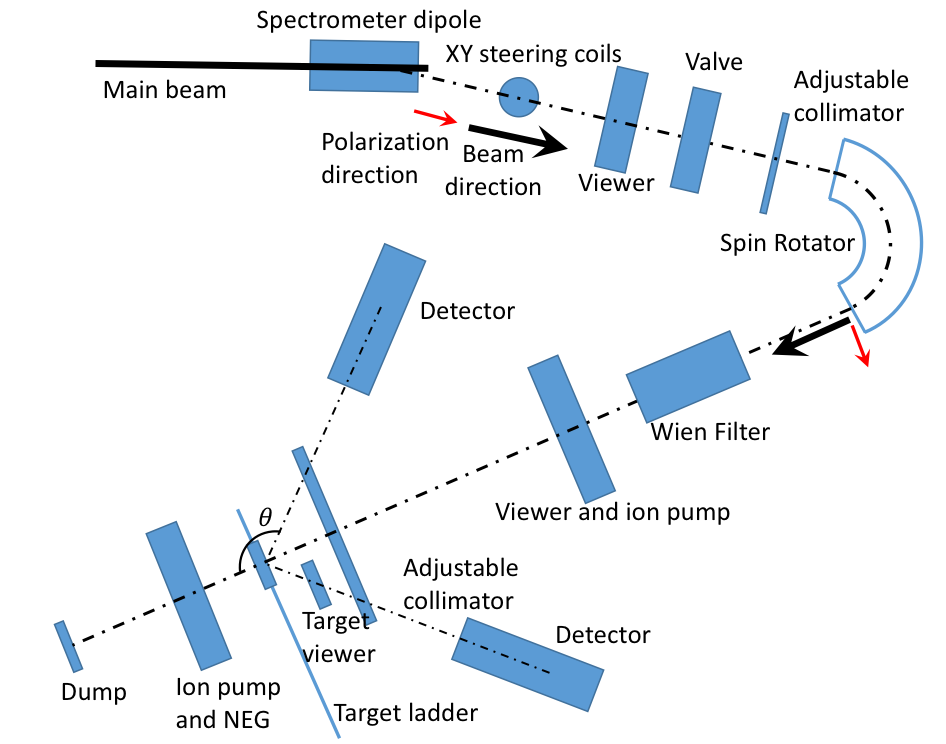 Spectrometer dipole
XY steering coils
Valve
Adjustable
collimator
Main beam
Polarization
direction
Beam
direction
Viewer
Spin Rotator
Detector
Wien Filter
Viewer and ion pump
θ
Adjustable
collimator
Target
viewer
Detector
Dump
Ion pump
and NEG
Target ladder